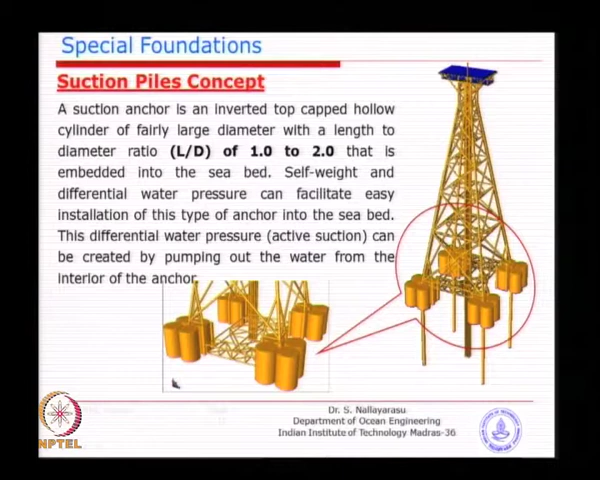 Special Foundations
Suction Piles Concept
A suction anchor is an inverted top capped hollow
cylinder of fairly large diameter with a length to
diameter ratio (L/D) of 1.0 to 2.0 that is
embedded into the sea bed. Self-weight and
differential water pressure can facilitate easy
installation of this type of anchor into the sea bed.
This differential water pressure (active suction) can
be created by pumping out the water from the
interior of the anchor.
Dr. S. Nallayarasu
Department of Ocean Engineering
Indian Institute of Technology Madras-36
NPTEL